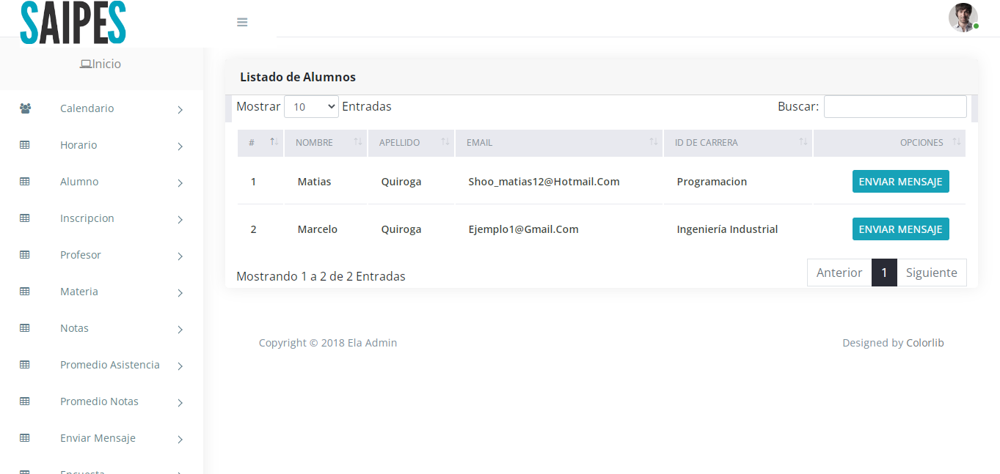 SAIPES
Inicio
Calendario
Horario
Alumno
Inscripcion
Profesor
Materia
Notas
Promedio Asistencia
Promedio Notas
Enviar Mensaje
Encuesta
Listado de Alumnos
Mostrar 10 Entradas
Buscar:
# NOMBRE APELLIDO EMAIL ID DE CARRERA OPCIONES
1 Matias Quiroga Shoo_matias12@Hotmail.Com Programacion ENVIAR MENSAJE
2 Marcelo Quiroga Ejemplo1@Gmail.Com Ingeniería Industrial ENVIAR MENSAJE
Mostrando 1 a 2 de 2 Entradas
Anterior 1 Siguiente
Copyright © 2018 Ela Admin
Designed by Colorlib